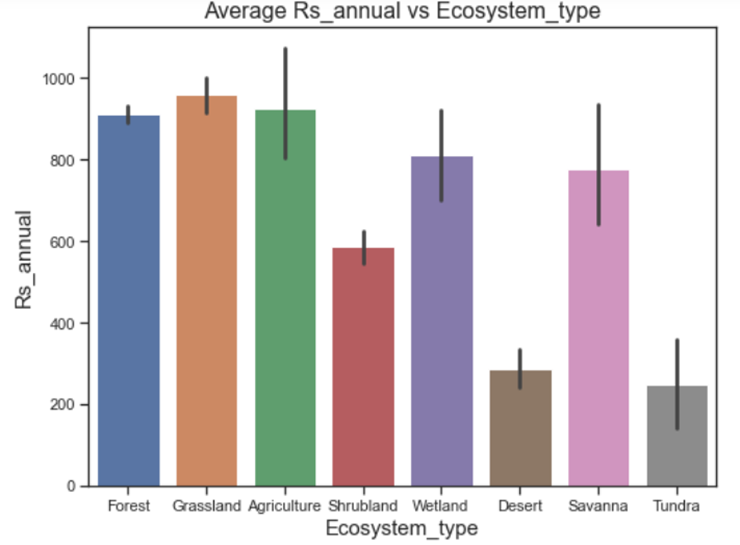 Average Rs_annual vs Ecosystem_type
Rs_annual
1000
800
600
400
200
0
Forest Grassland Agriculture Shrubland Wetland Desert Savanna Tundra
Ecosystem_type